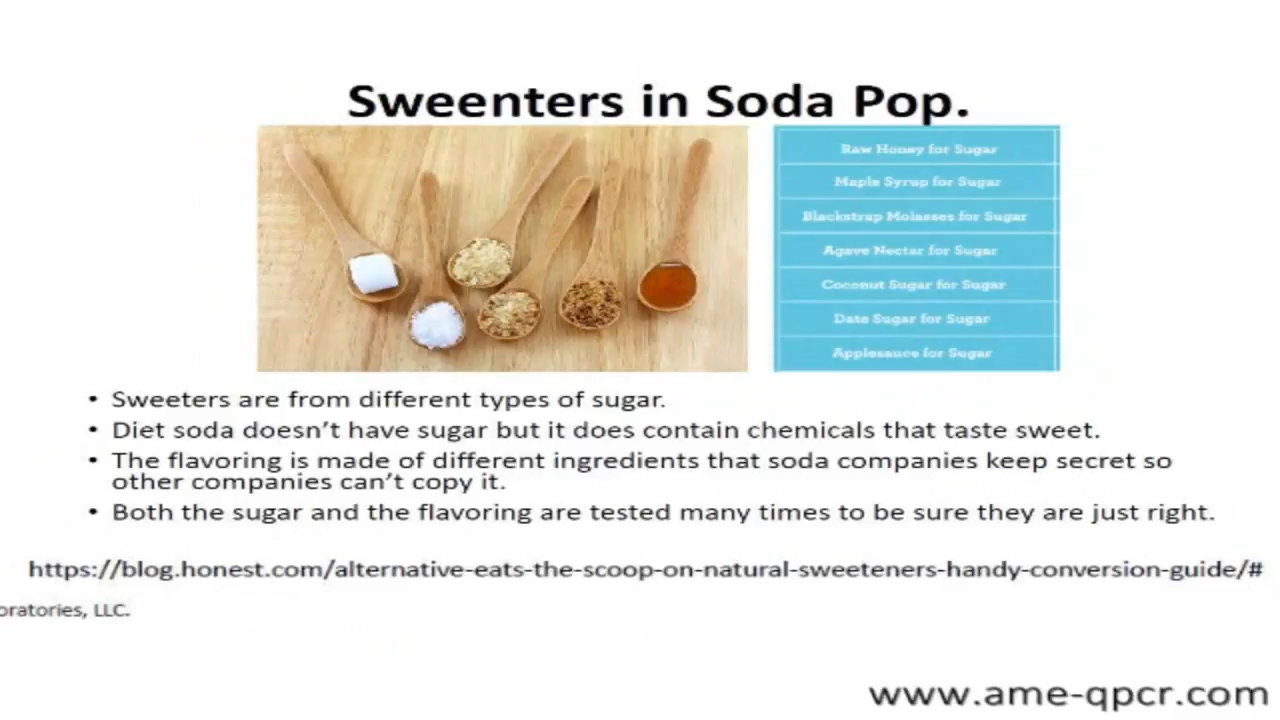 Sweenters in Soda Pop.
Raw Honey for Sugar
Maple Syrup for Sugar
Blackstrap Molasses for Sugar
Agave Nectar for Sugar
Coconut Sugar for Sugar
Date Sugar for Sugar
Applesauce for Sugar
• Sweeters are from different types of sugar.
• Diet soda doesn’t have sugar but it does contain chemicals that taste sweet.
• The flavoring is made of different ingredients that soda companies keep secret so
other companies can’t copy it.
• Both the sugar and the flavoring are tested many times to be sure they are just right.
https://blog.honest.com/alternative-eats-the-scoop-on-natural-sweeteners-handy-conversion-guide/#
oratories, LLC.
www.ame-qpcr.com